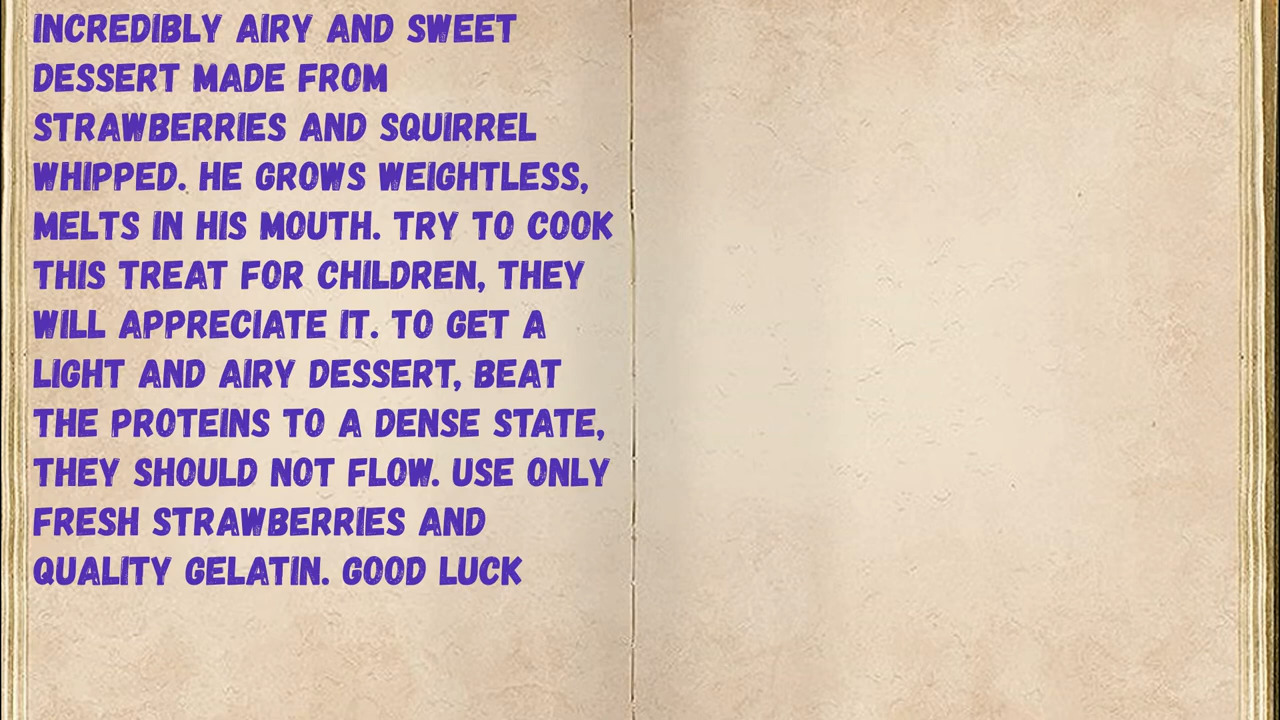 INCREDIBLY AIRY AND SWEET
DESSERT MADE FROM
STRAWBERRIES AND SQUIRREL
WHIPPED. HE GROWS WEIGHTLESS,
MELTS IN HIS MOUTH. TRY TO COOK
THIS TREAT FOR CHILDREN, THEY
WILL APPRECIATE IT. TO GET A
LIGHT AND AIRY DESSERT, BEAT
THE PROTEINS TO A DENSE STATE,
THEY SHOULD NOT FLOW. USE ONLY
FRESH STRAWBERRIES AND
QUALITY GELATIN. GOOD LUCK